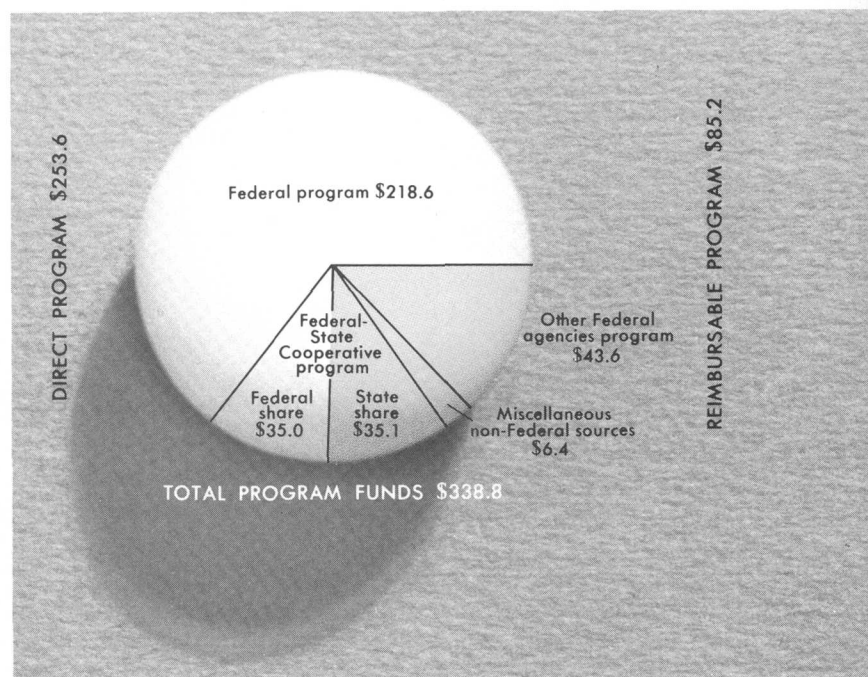 DIRECT PROGRAM $253.6
REIMBURSABLE PROGRAM $85.2
Federal program $218.6
Federal-
State
Cooperative
program
Federal
share
$35.0
State
share
$35.1
Other Federal
agencies program
$43.6
Miscellaneous
non-Federal sources
$6.4
TOTAL PROGRAM FUNDS $338.8